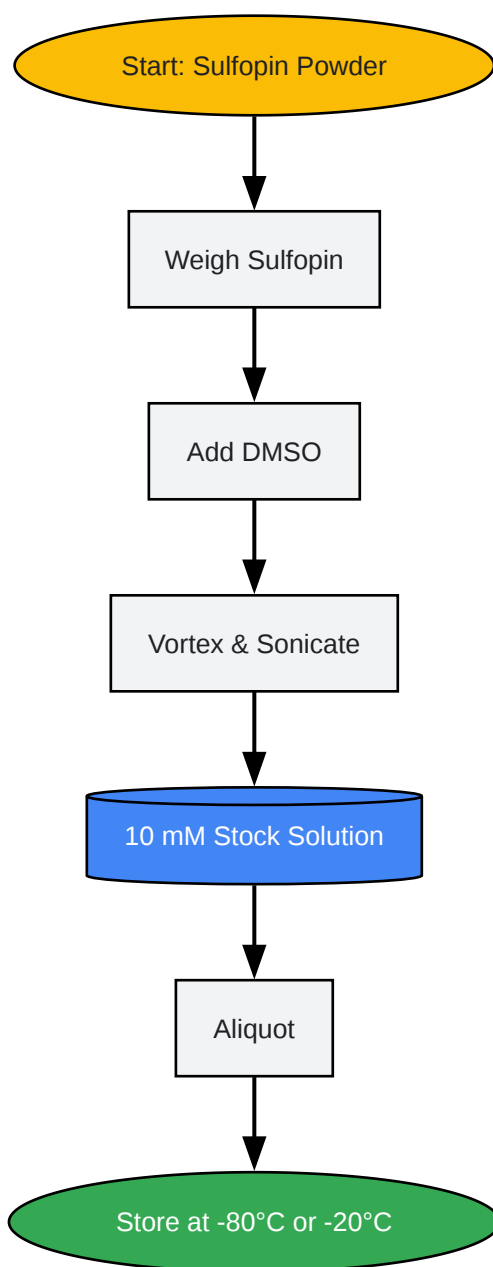 Start: Sulfopin Powder
Weigh Sulfopin
Add DMSO
Vortex & Sonicate
10 mM Stock Solution
Aliquot
Store at -80°C or -20°C